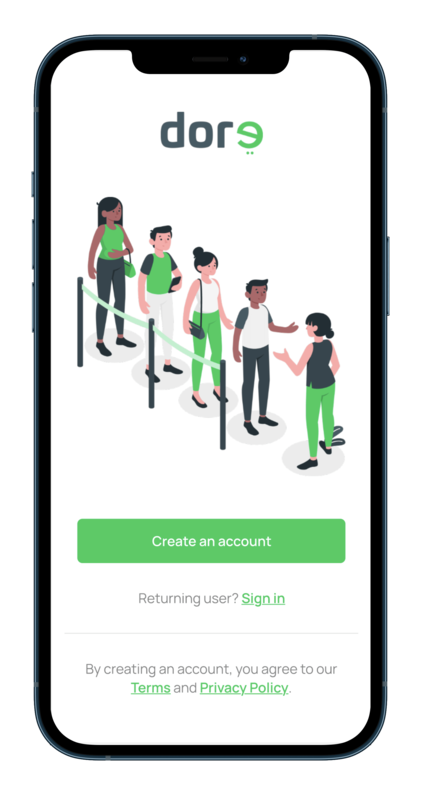 dorë
Create an account
Returning user? Sign in
By creating an account, you agree to our
Terms and Privacy Policy.